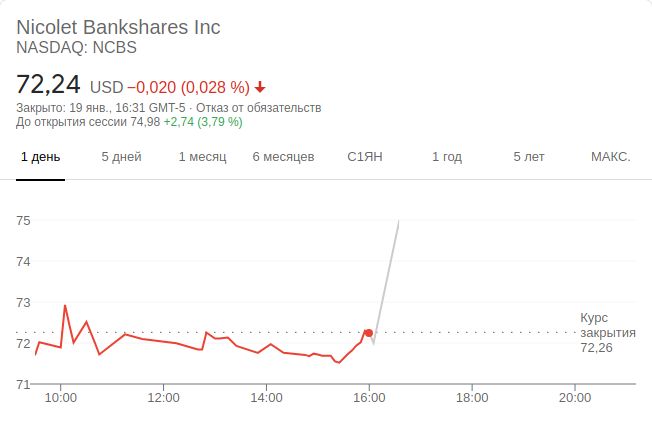 Nicolet Bankshares Inc
NASDAQ: NCBS
72,24 USD −0,020 (0,028 %)
Закрыто: 19 янв., 16:31 GMT-5 · Отказ от обязательств
До открытия сессии 74,98 +2,74 (3,79 %)
1 день 5 дней 1 месяц 6 месяцев С1ЯН 1 год 5 лет МАКС.
75
74
73
72
71
Курс
закрытия
72,26
10:00 12:00 14:00 16:00 18:00 20:00